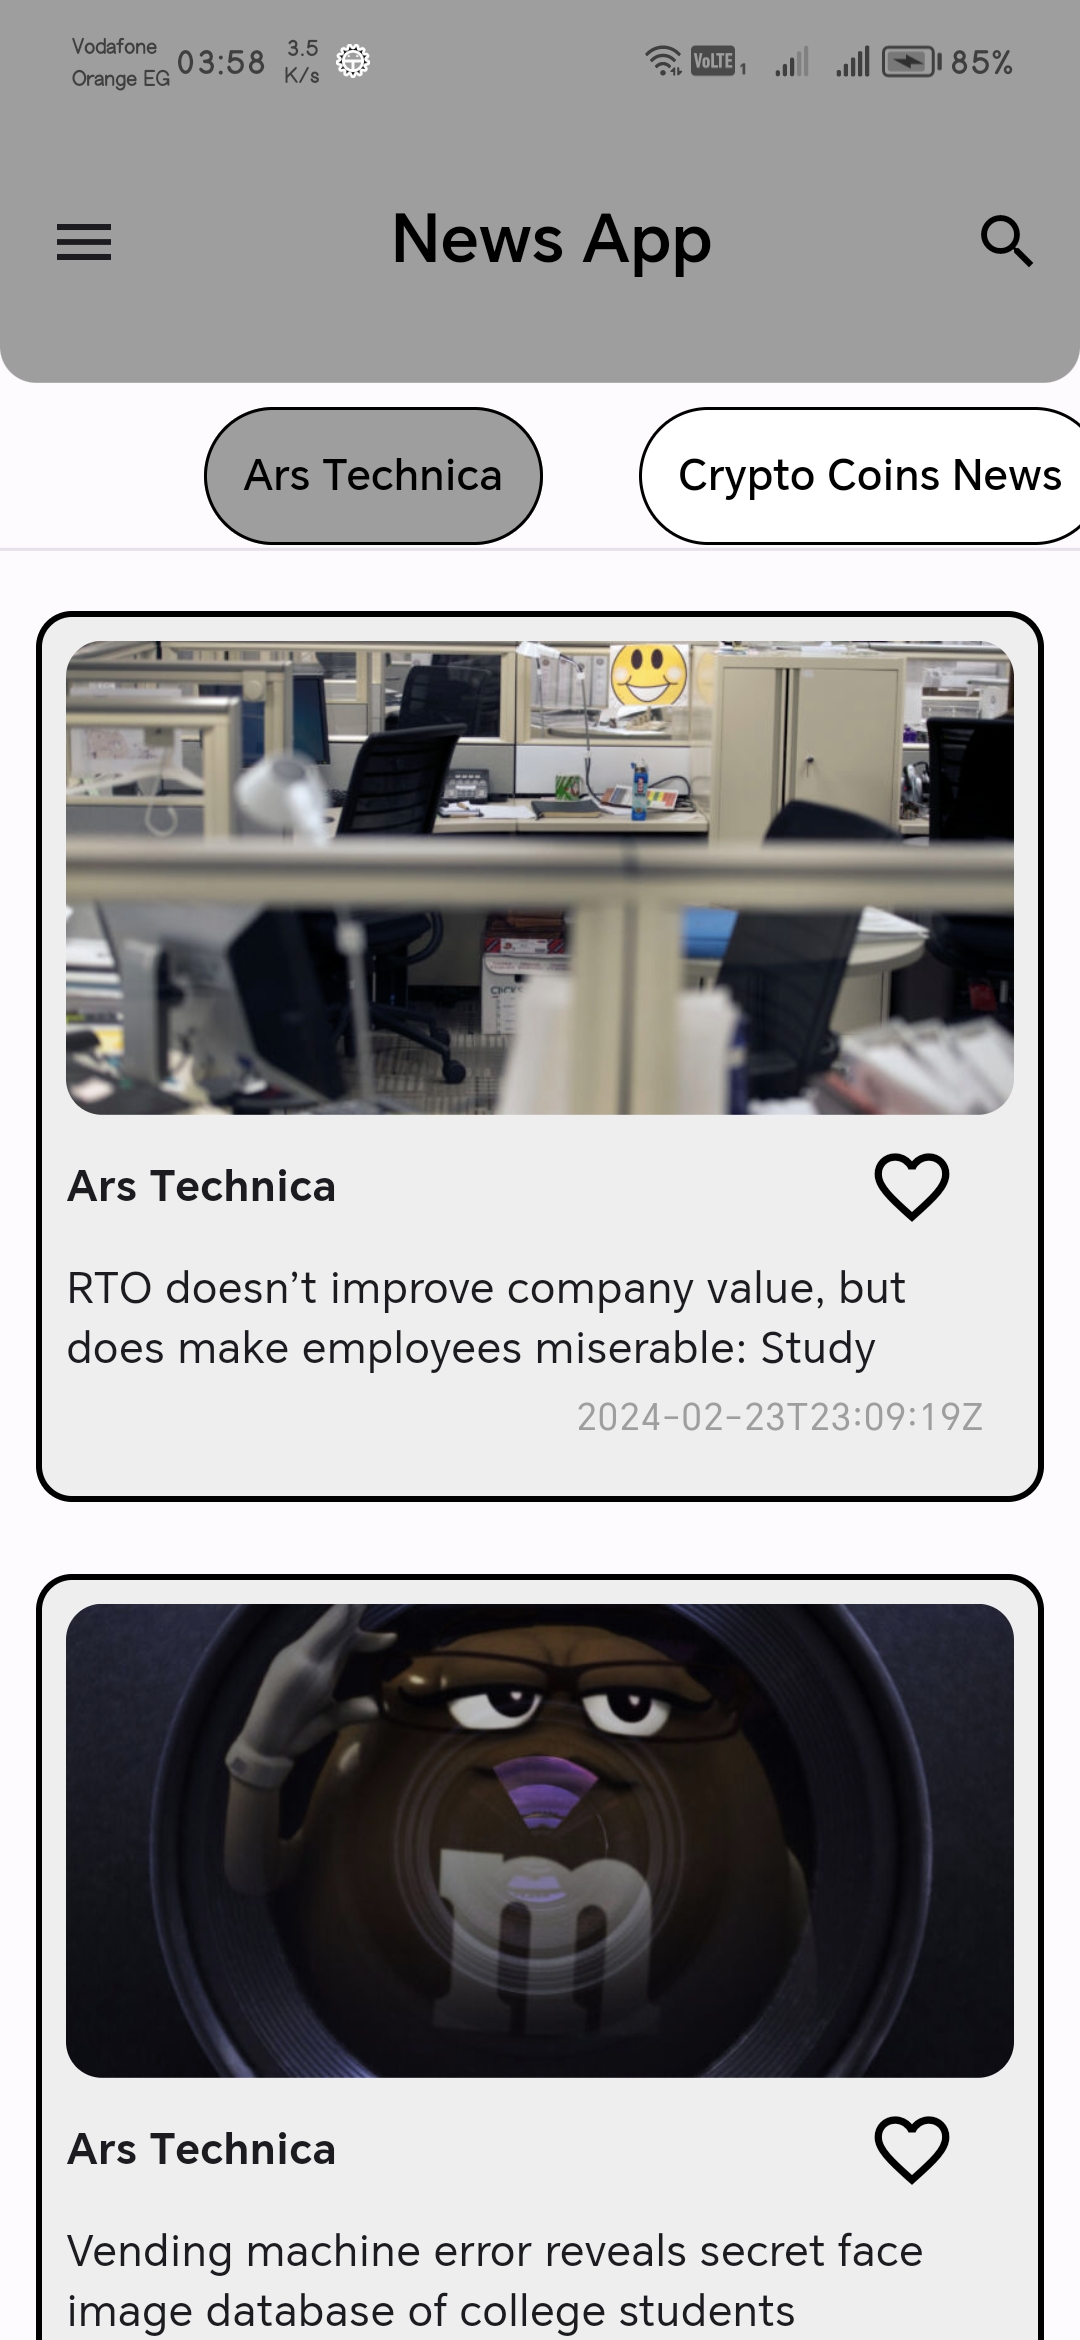 Vodafone
Orange EG
03:58
3.5
K/s
VoLTE 1
85%
News App
Ars Technica
Crypto Coins News
Ars Technica
RTO doesn’t improve company value, but
does make employees miserable: Study
2024-02-23T23:09:19Z
m
Ars Technica
Vending machine error reveals secret face
image database of college students